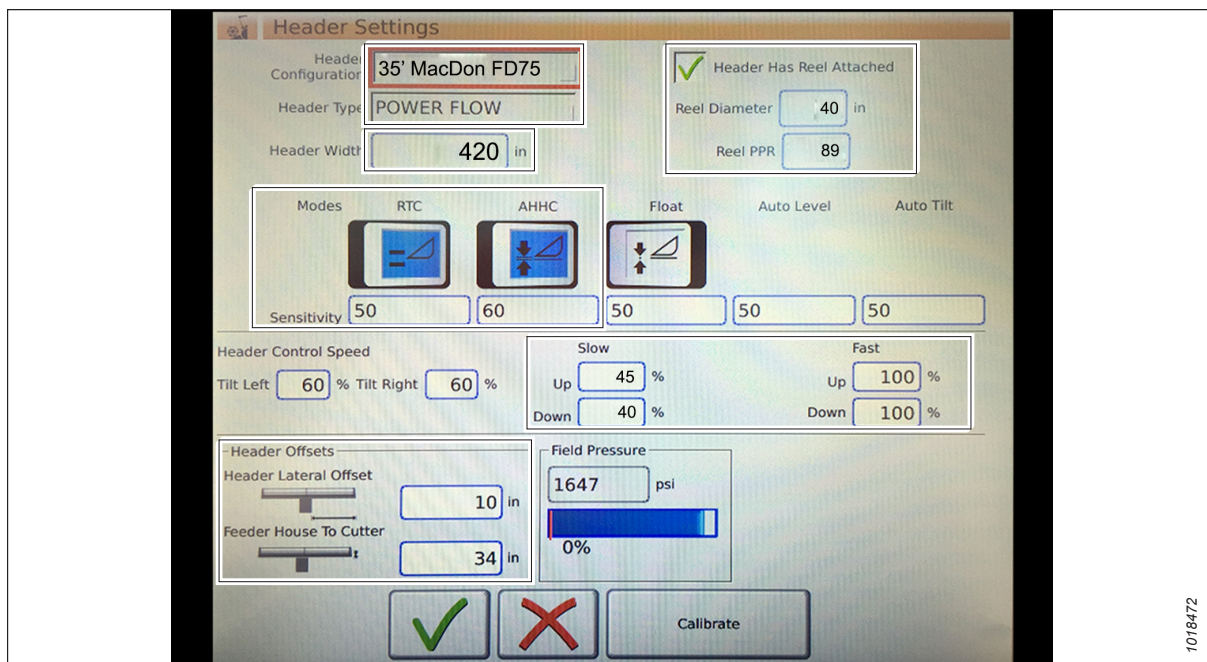 Header Settings
Header Configuration
35' MacDon FD75
Header Type
POWER FLOW
Header Width
420 in
Header Has Reel Attached
Reel Diameter 40 in
Reel PPR 89
Modes RTC AHHC Float Auto Level Auto Tilt
Sensitivity 50 60 50 50 50
Header Control Speed
Tilt Left 60 % Tilt Right 60 %
Slow Fast
Up 45 % Up 100 %
Down 40 % Down 100 %
Header Offsets
Header Lateral Offset
10 in
Feeder House To Cutter
34 in
Field Pressure
1647 psi
0%
Calibrate
1018472